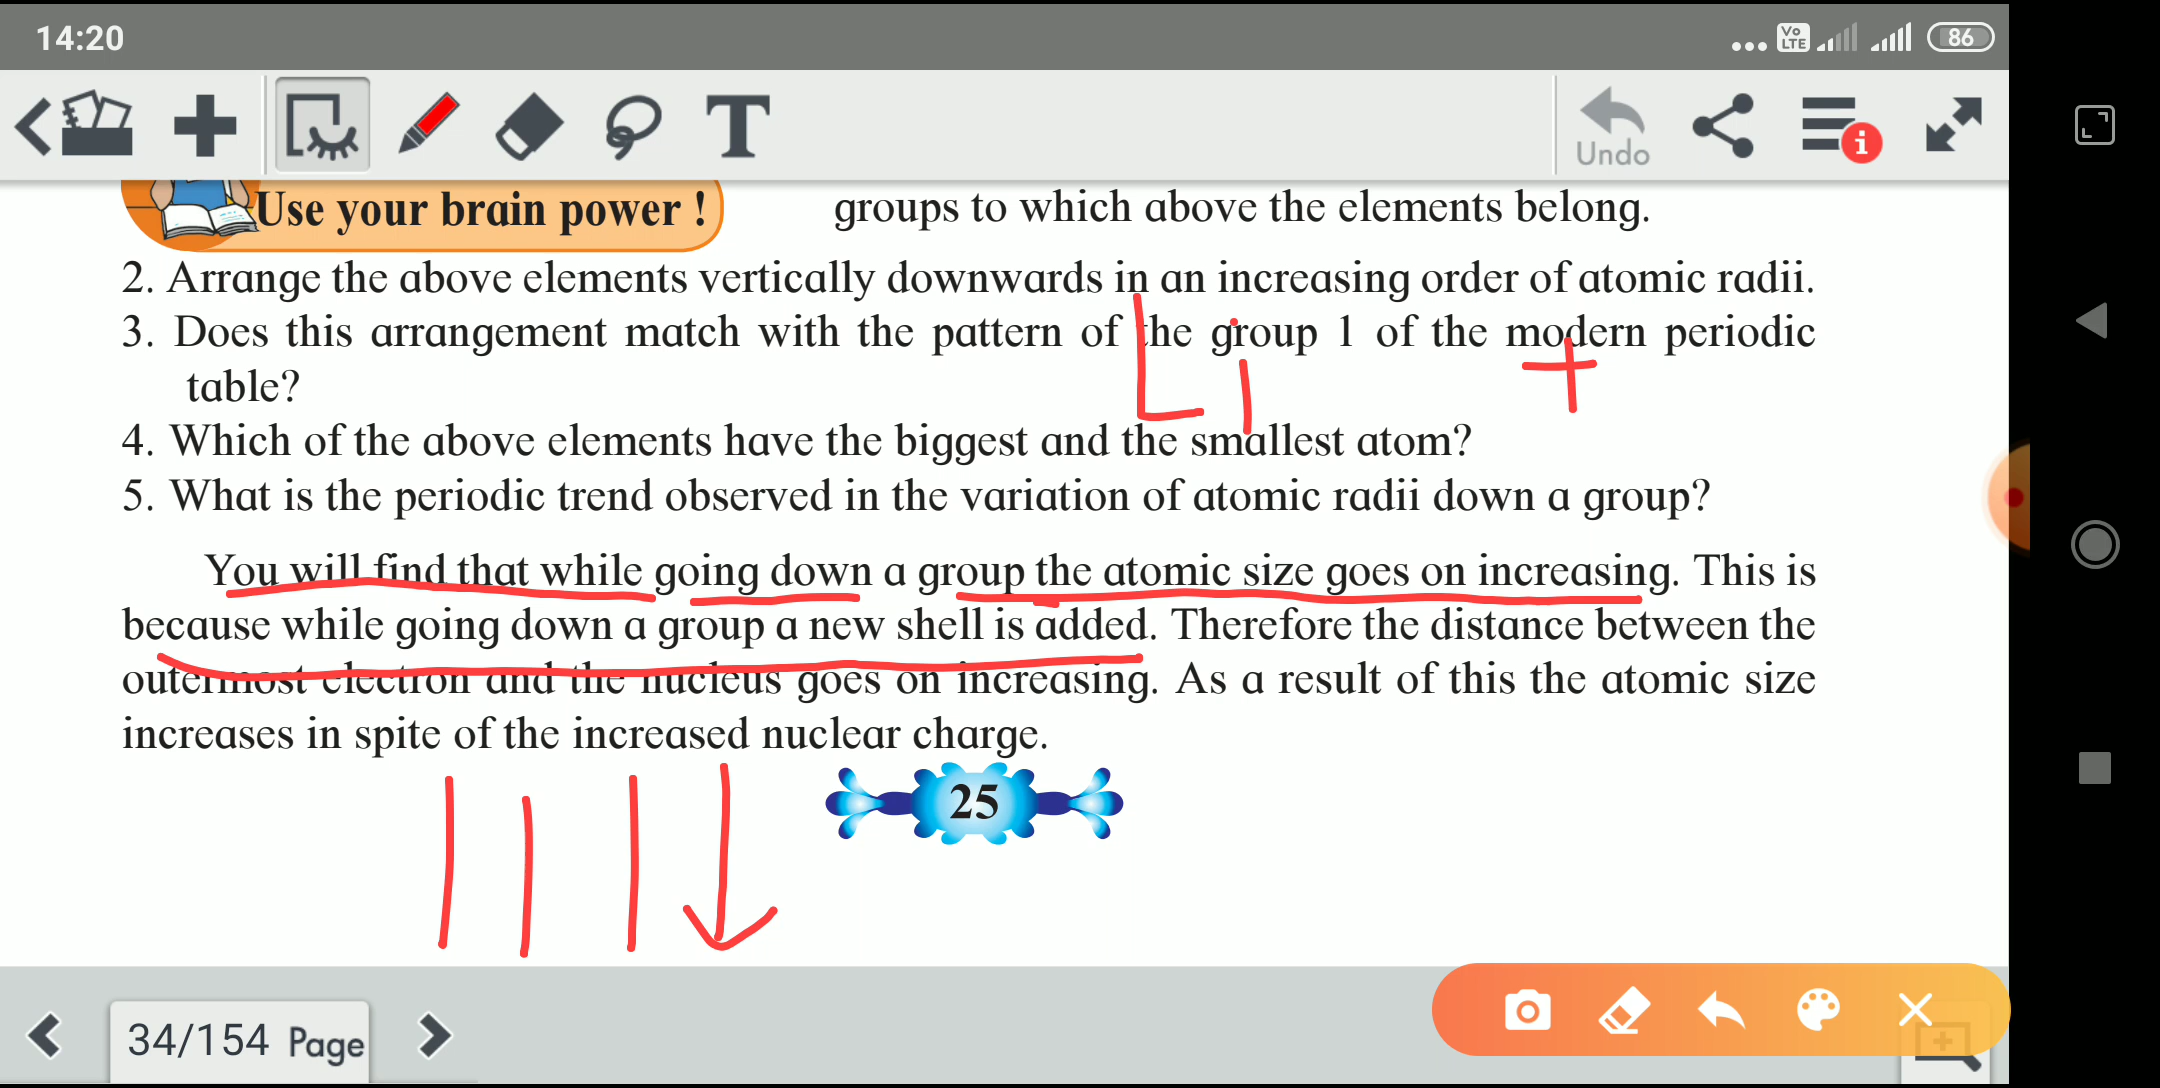 14:20
Vo LTE 86
T
Undo
i
Use your brain power !
groups to which above the elements belong.
2. Arrange the above elements vertically downwards in an increasing order of atomic radii.
3. Does this arrangement match with the pattern of the group 1 of the modern periodic
table?
Li +
4. Which of the above elements have the biggest and the smallest atom?
5. What is the periodic trend observed in the variation of atomic radii down a group?
You will find that while going down a group the atomic size goes on increasing. This is
because while going down a group a new shell is added. Therefore the distance between the
outermost electron and the nucleus goes on increasing. As a result of this the atomic size
increases in spite of the increased nuclear charge.
25
34/154 Page